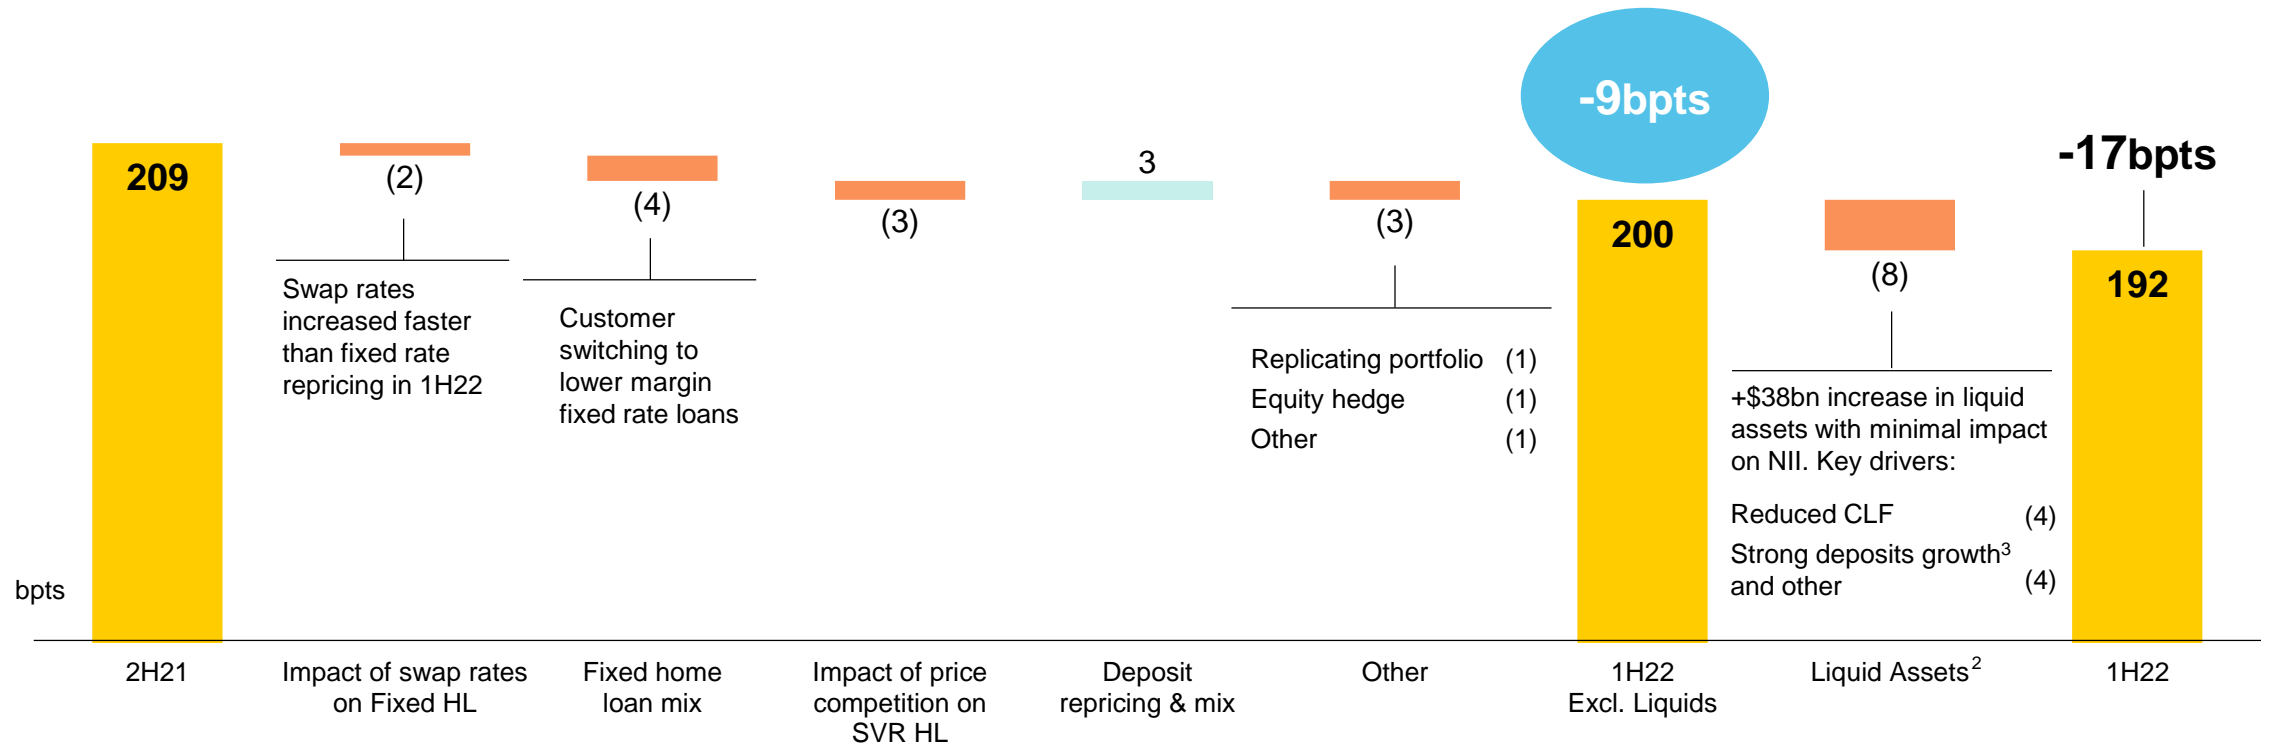 -9bpts
-17bpts
209
(2)
(4)
(3)
3
(3)
200
(8)
192
Swap rates
increased faster
than fixed rate
repricing in 1H22
Customer
switching to
lower margin
fixed rate loans
Replicating portfolio (1)
Equity hedge (1)
Other (1)
+$38bn increase in liquid
assets with minimal impact
on NII. Key drivers:
Reduced CLF (4)
Strong deposits growth³
and other (4)
bpts
2H21
Impact of swap rates
on Fixed HL
Fixed home
loan mix
Impact of price
competition on
SVR HL
Deposit
repricing & mix
Other
1H22
Excl. Liquids
Liquid Assets²
1H22